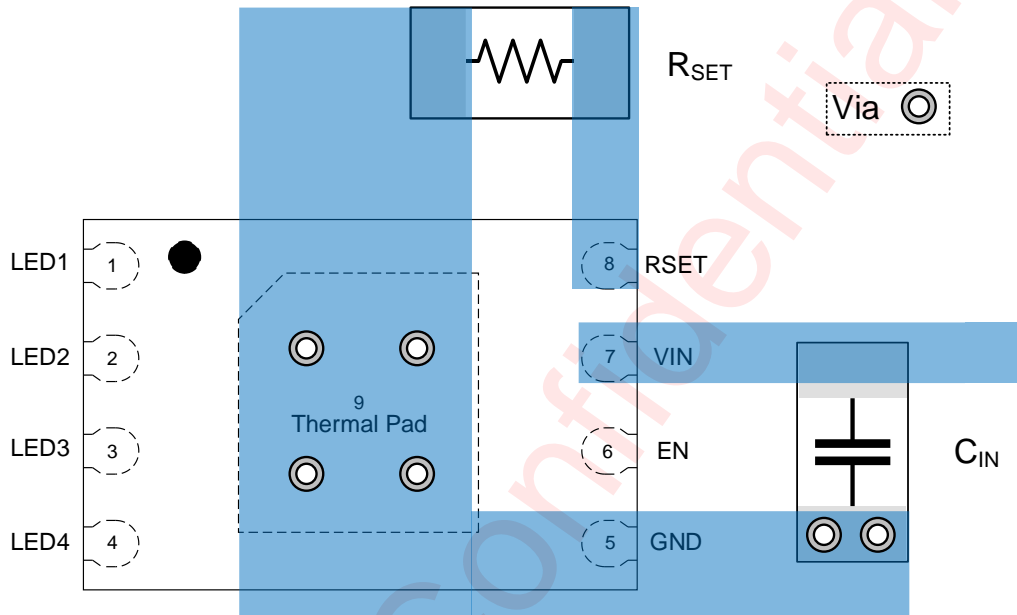 RSET
Via
LED1 1 8 RSET
LED2 2 7 VIN
9
Thermal Pad
LED3 3 6 EN
CIN
LED4 4 5 GND
Confidential